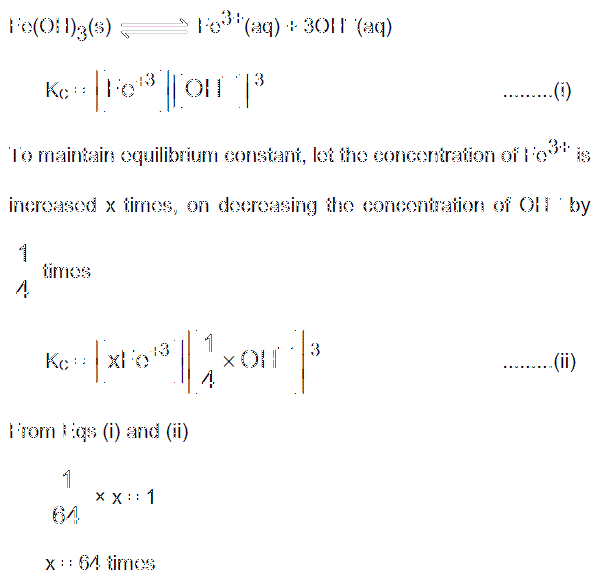 Fe(OH)₃(s) ⇌ Fe³⁺(aq) + 3OH⁻(aq)
K_C = [Fe⁺³][OH⁻]³ .........(i)
To maintain equilibrium constant, let the concentration of Fe³⁺ is
increased x times, on decreasing the concentration of OH⁻ by
1/4 times
K_C = [xFe⁺³][1/4 × OH⁻]³ .........(ii)
From Eqs (i) and (ii)
1/64 × x = 1
x = 64 times